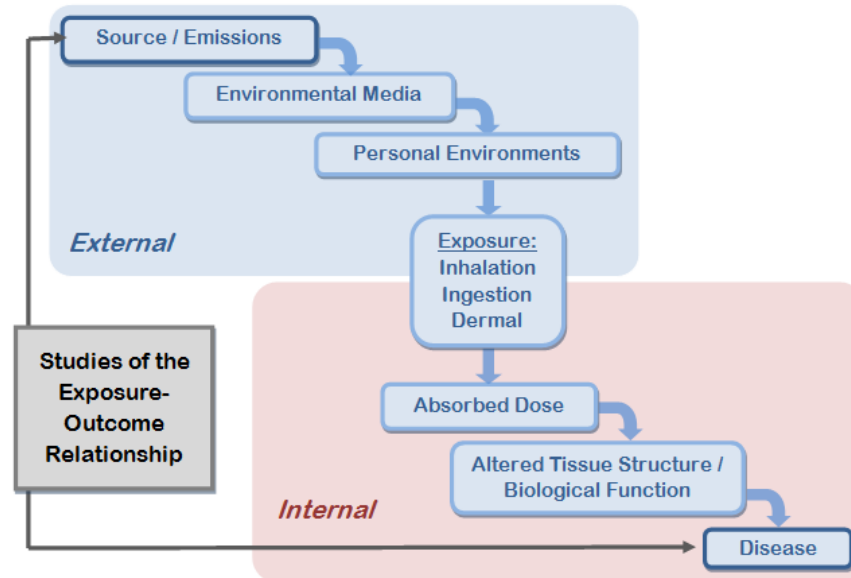 Source / Emissions
Environmental Media
Personal Environments
External
Exposure:
Inhalation
Ingestion
Dermal
Studies of the
Exposure-
Outcome
Relationship
Absorbed Dose
Altered Tissue Structure /
Biological Function
Internal
Disease